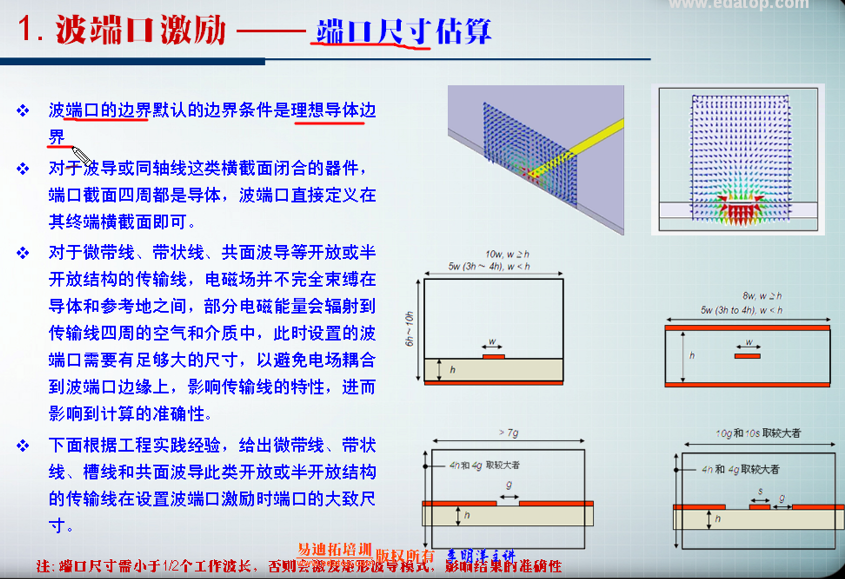 www.edatop.com
1. 波端口激励 —— 端口尺寸估算
❖ 波端口的边界默认的边界条件是理想导体边
界
❖ 对于波导或同轴线这类横截面闭合的器件，
端口截面四周都是导体，波端口直接定义在
其终端横截面即可。
❖ 对于微带线、带状线、共面波导等开放或半
开放结构的传输线，电磁场并不完全束缚在
导体和参考地之间，部分电磁能量会辐射到
传输线四周的空气和介质中，此时设置的波
端口需要有足够大的尺寸，以避免电场耦合
到波端口边缘上，影响传输线的特性，进而
影响到计算的准确性。
❖ 下面根据工程实践经验，给出微带线、带状
线、槽线和共面波导此类开放或半开放结构
的传输线在设置波端口激励时端口的大致尺
寸。
10w, w ≥ h
5w (3h ~ 4h), w < h
6h~10h
w
h
8w, w ≥ h
5w (3h to 4h), w < h
w
h
> 7g
4h和4g 取较大者
g
h
10g和10s 取较大者
4h 和4g取较大者
s
g
h
易迪拓培训 版权所有 李明洋主讲
注: 端口尺寸需小于1/2个工作波长，否则会激发矩形波导模式，影响结果的准确性